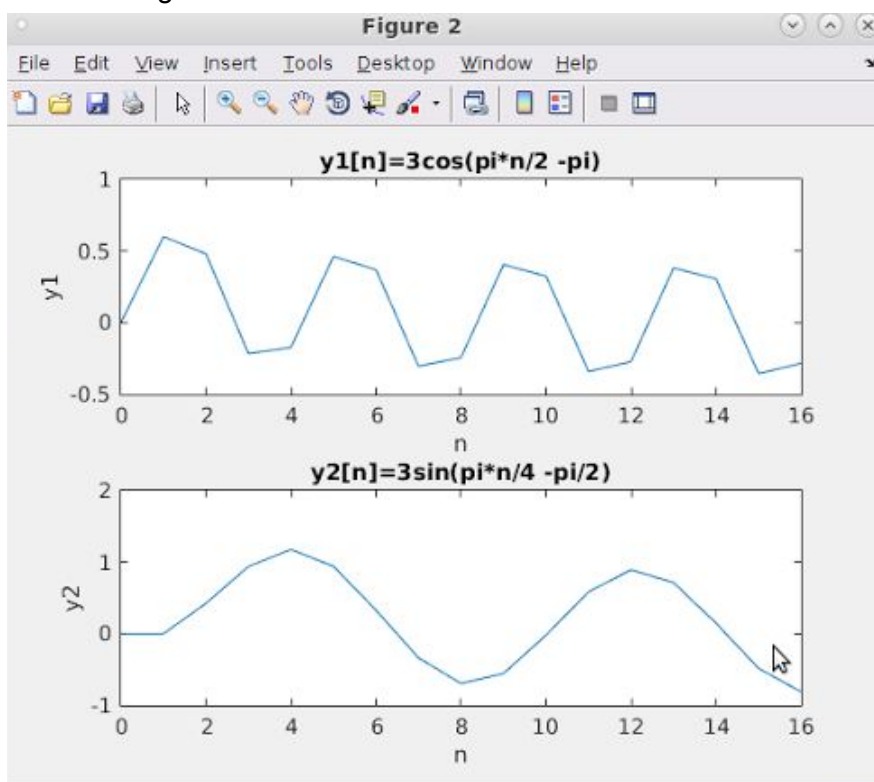 Figure 2
File Edit View Insert Tools Desktop Window Help
y1[n]=3cos(pi*n/2 -pi)
1
0.5
0
-0.5
y1
0 2 4 6 8 10 12 14 16
n
y2[n]=3sin(pi*n/4 -pi/2)
2
1
0
-1
y2
0 2 4 6 8 10 12 14 16
n